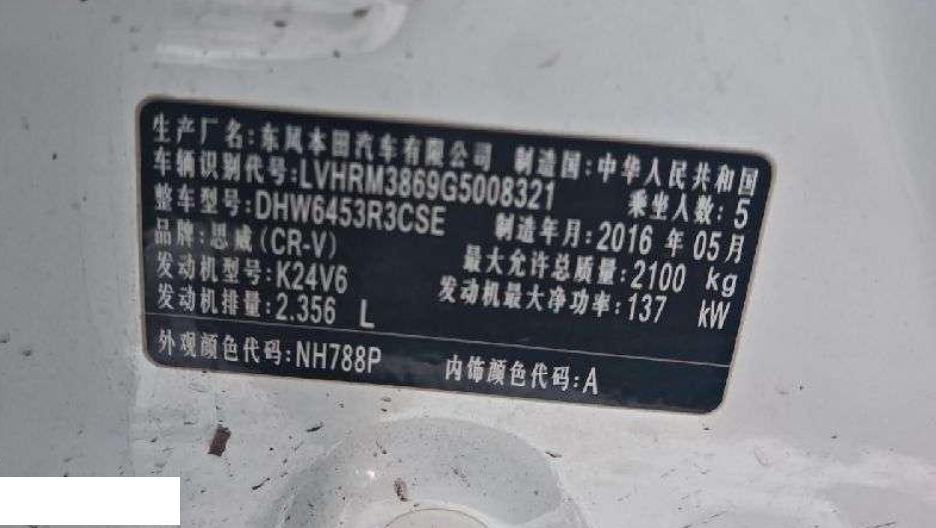 生产厂名:东风本田汽车有限公司 制造国:中华人民共和国
车辆识别代号:LVHRM3869G5008321 乘坐人数:5
整车型号:DHW6453R3CSE 制造年月:2016 年 05月
品牌:思威(CR-V) 最大允许总质量:2100 kg
发动机型号:K24V6 发动机最大净功率:137 kW
发动机排量:2.356 L
外观颜色代码:NH788P 内饰颜色代码:A